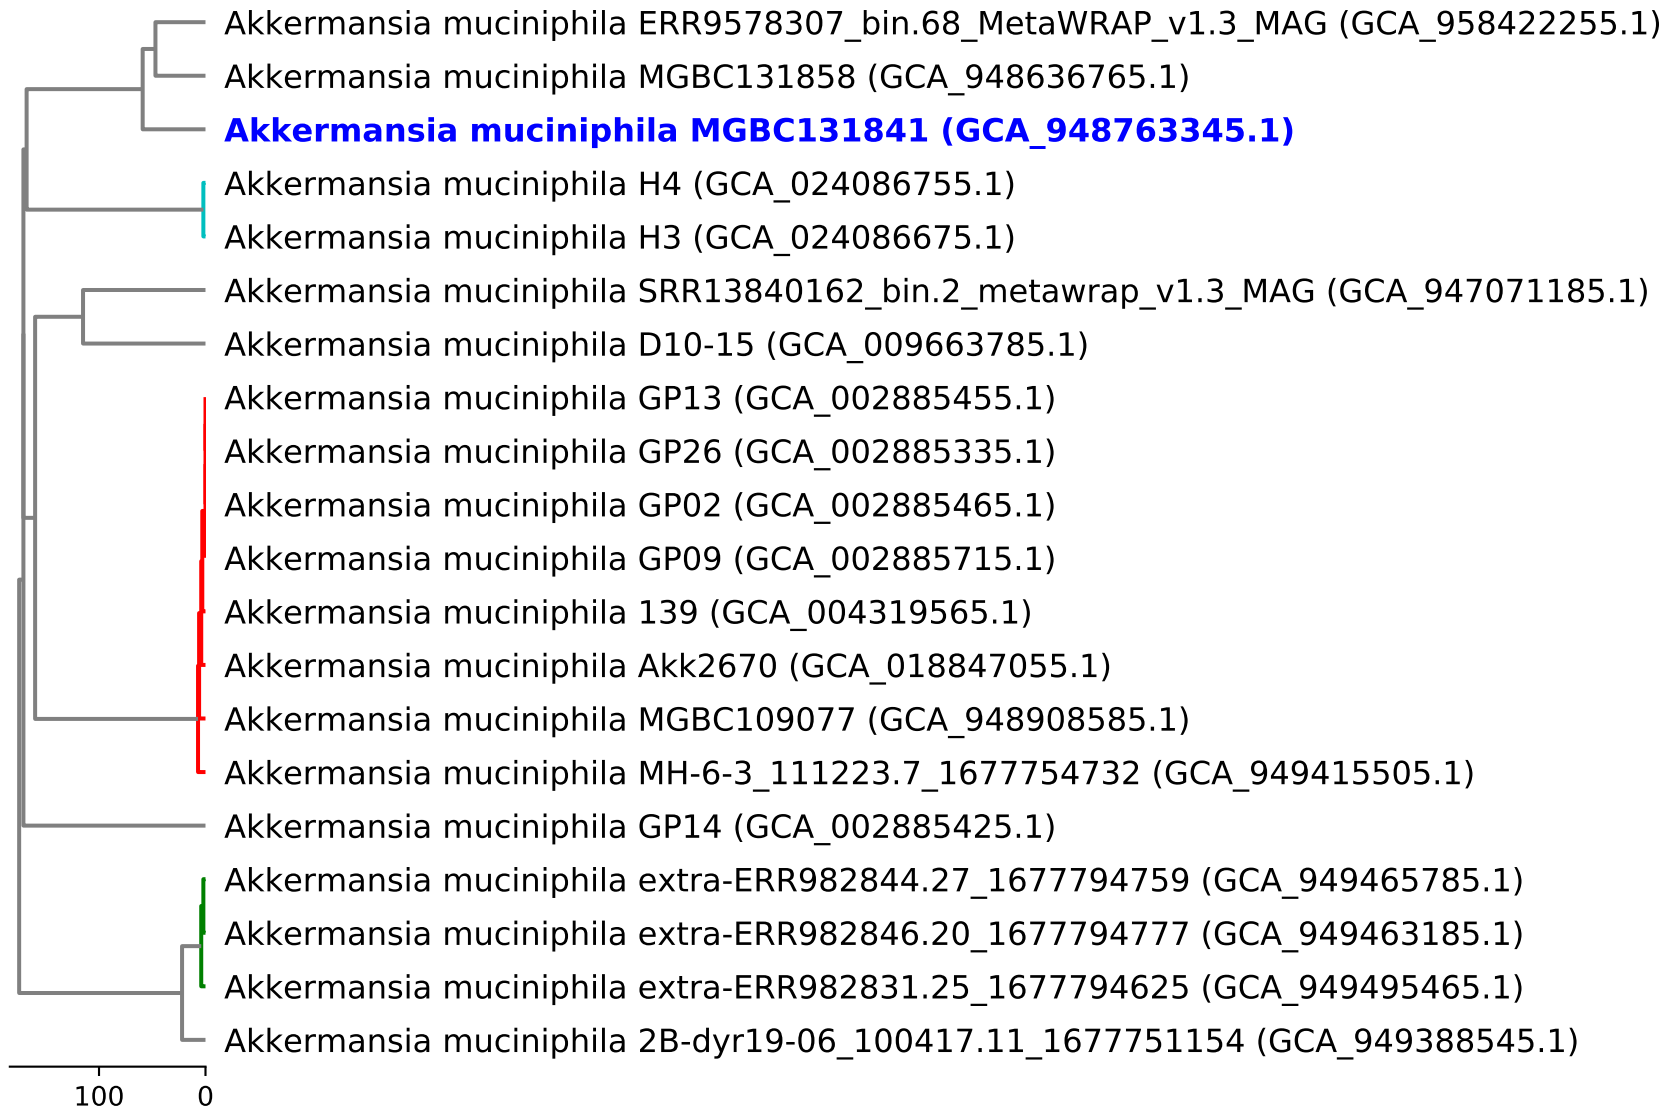 Akkermansia muciniphila ERR9578307_bin.68_MetaWRAP_v1.3_MAG (GCA_958422255.1)
Akkermansia muciniphila MGBC131858 (GCA_948636765.1)
Akkermansia muciniphila MGBC131841 (GCA_948763345.1)
Akkermansia muciniphila H4 (GCA_024086755.1)
Akkermansia muciniphila H3 (GCA_024086675.1)
Akkermansia muciniphila SRR13840162_bin.2_metawrap_v1.3_MAG (GCA_947071185.1)
Akkermansia muciniphila D10-15 (GCA_009663785.1)
Akkermansia muciniphila GP13 (GCA_002885455.1)
Akkermansia muciniphila GP26 (GCA_002885335.1)
Akkermansia muciniphila GP02 (GCA_002885465.1)
Akkermansia muciniphila GP09 (GCA_002885715.1)
Akkermansia muciniphila 139 (GCA_004319565.1)
Akkermansia muciniphila Akk2670 (GCA_018847055.1)
Akkermansia muciniphila MGBC109077 (GCA_948908585.1)
Akkermansia muciniphila MH-6-3_111223.7_1677754732 (GCA_949415505.1)
Akkermansia muciniphila GP14 (GCA_002885425.1)
Akkermansia muciniphila extra-ERR982844.27_1677794759 (GCA_949465785.1)
Akkermansia muciniphila extra-ERR982846.20_1677794777 (GCA_949463185.1)
Akkermansia muciniphila extra-ERR982831.25_1677794625 (GCA_949495465.1)
Akkermansia muciniphila 2B-dyr19-06_100417.11_1677751154 (GCA_949388545.1)
100 0